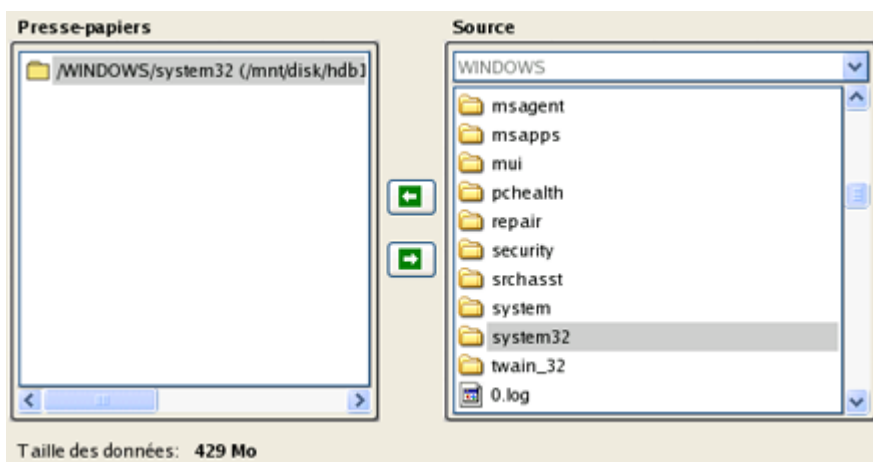 Presse-papiers
/WINDOWS/system32 (/mnt/disk/hdb1
Source
WINDOWS
msagent
msapps
mui
pchealth
repair
security
srchasst
system
system32
twain_32
0.log
Taille des données: 429 Mo